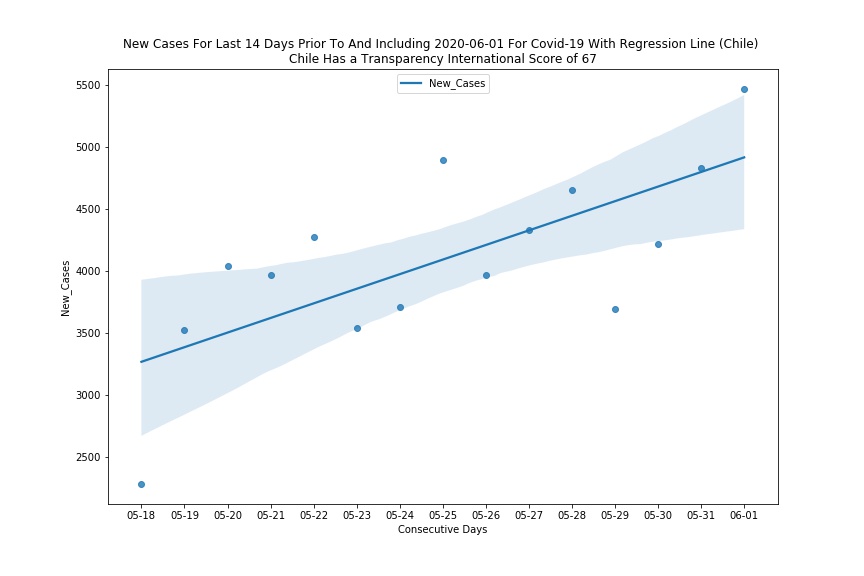 New Cases For Last 14 Days Prior To And Including 2020-06-01 For Covid-19 With Regression Line (Chile)
Chile Has a Transparency International Score of 67
New_Cases
5500
5000
4500
4000
3500
3000
2500
New_Cases
05-18 05-19 05-20 05-21 05-22 05-23 05-24 05-25 05-26 05-27 05-28 05-29 05-30 05-31 06-01
Consecutive Days